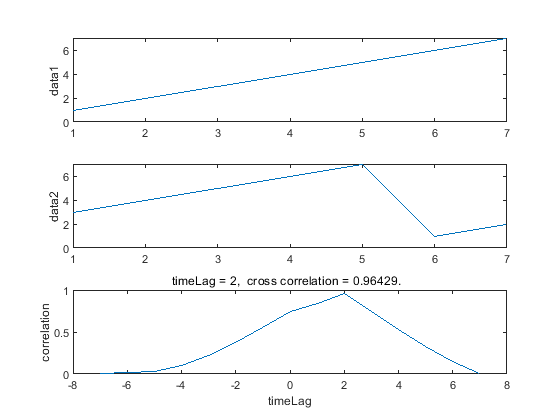 6
4
2
0
data1
1 2 3 4 5 6 7
6
4
2
0
data2
1 2 3 4 5 6 7
timeLag = 2,  cross correlation = 0.96429.
1
0.5
0
correlation
-8 -6 -4 -2 0 2 4 6 8
timeLag